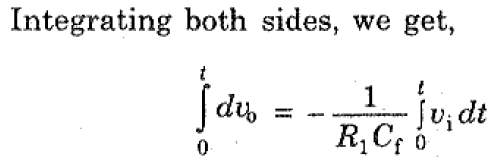 Integrating both sides, we get,
∫₀ᵗ dv₀ = − 1/(R₁C_f) ∫₀ᵗ vᵢ dt